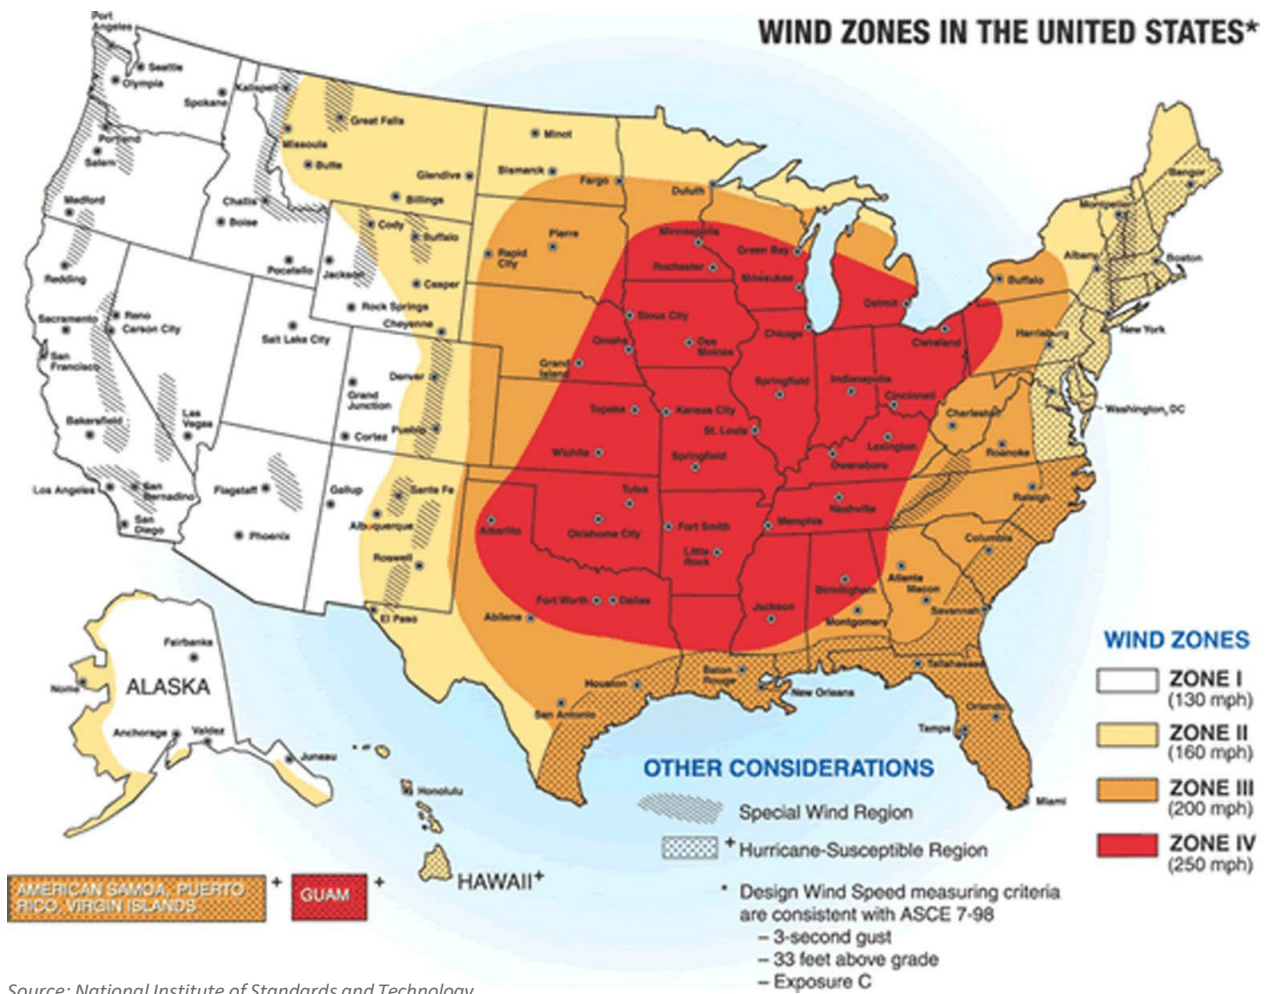 WIND ZONES IN THE UNITED STATES*
Port
Angeles
Seattle
Olympia
Spokane
Kalispell
Great Falls
Missoula
Butte
Glendive
Billings
Minot
Bismarck
Fargo
Duluth
Portland
Salem
Medford
Challis
Boise
Pocatello
Cody
Buffalo
Jackson
Casper
Rock Springs
Cheyenne
Rapid
City
Pierre
Minneapolis
Rochester
Green Bay
Milwaukee
Detroit
Chicago
Sioux City
Des
Moines
Omaha
Grand
Island
Redding
Sacramento
Reno
Carson City
San
Francisco
Salt Lake City
Grand
Junction
Denver
Pueblo
Cortez
Bakersfield
Las
Vegas
Los Angeles
San
Bernadino
San
Diego
Flagstaff
Phoenix
Gallup
Sante Fe
Albuquerque
Roswell
El Paso
Topeka
Kansas City
Wichita
Springfield
St. Louis
Springfield
Indianapolis
Cincinnati
Cleveland
Lexington
Owensboro
Charleston
Roanoke
Bangor
Montpelier
Albany
Boston
Buffalo
Harrisburg
New York
Washington, DC
Raleigh
Columbia
Nashville
Memphis
Tulsa
Oklahoma City
Fort Smith
Little
Rock
Amarillo
Fort Worth
Dallas
Abilene
Houston
San Antonio
Jackson
Birmingham
Montgomery
Atlanta
Macon
Savannah
Tallahassee
Baton
Rouge
New Orleans
Orlando
Tampa
Miami
Fairbanks
Nome
ALASKA
Anchorage
Valdez
Juneau
Honolulu
HAWAII+
AMERICAN SAMOA, PUERTO
RICO, VIRGIN ISLANDS
+
GUAM
+
OTHER CONSIDERATIONS
Special Wind Region
+ Hurricane-Susceptible Region
* Design Wind Speed measuring criteria
are consistent with ASCE 7-98
– 3-second gust
– 33 feet above grade
– Exposure C
WIND ZONES
ZONE I
(130 mph)
ZONE II
(160 mph)
ZONE III
(200 mph)
ZONE IV
(250 mph)
Source: National Institute of Standards and Technology